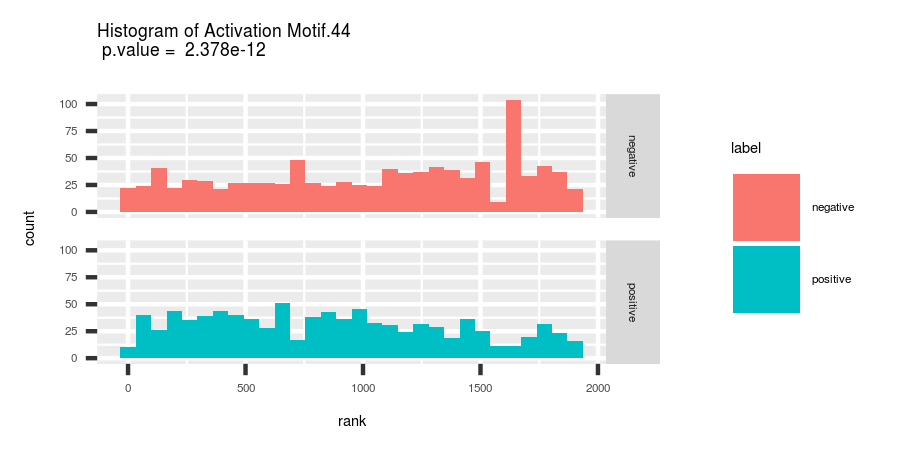 Histogram of Activation Motif.44
p.value = 2.378e-12
100
75
50
25
0
negative
100
75
50
25
0
positive
0
500
1000
1500
2000
rank
count
label
negative
positive